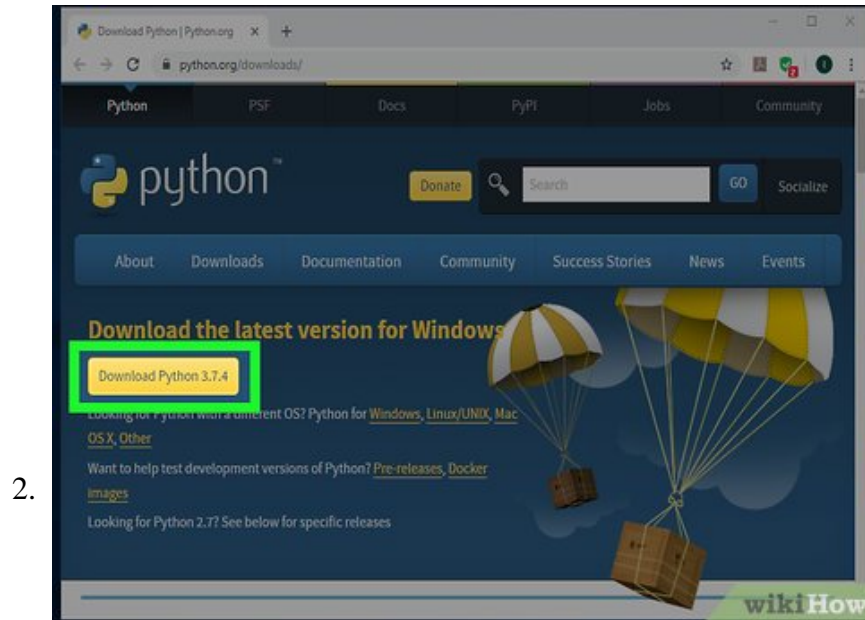 Download Python | Python.org
python.org/downloads/
Python PSF Docs PyPI Jobs Community
python
Donate Search GO Socialize
About Downloads Documentation Community Success Stories News Events
Download the latest version for Windows
Download Python 3.7.4
Looking for Python with a different OS? Python for Windows, Linux/UNIX, Mac
OS X, Other
Want to help test development versions of Python? Pre-releases, Docker
images
2.
Looking for Python 2.7? See below for specific releases
wikiHow